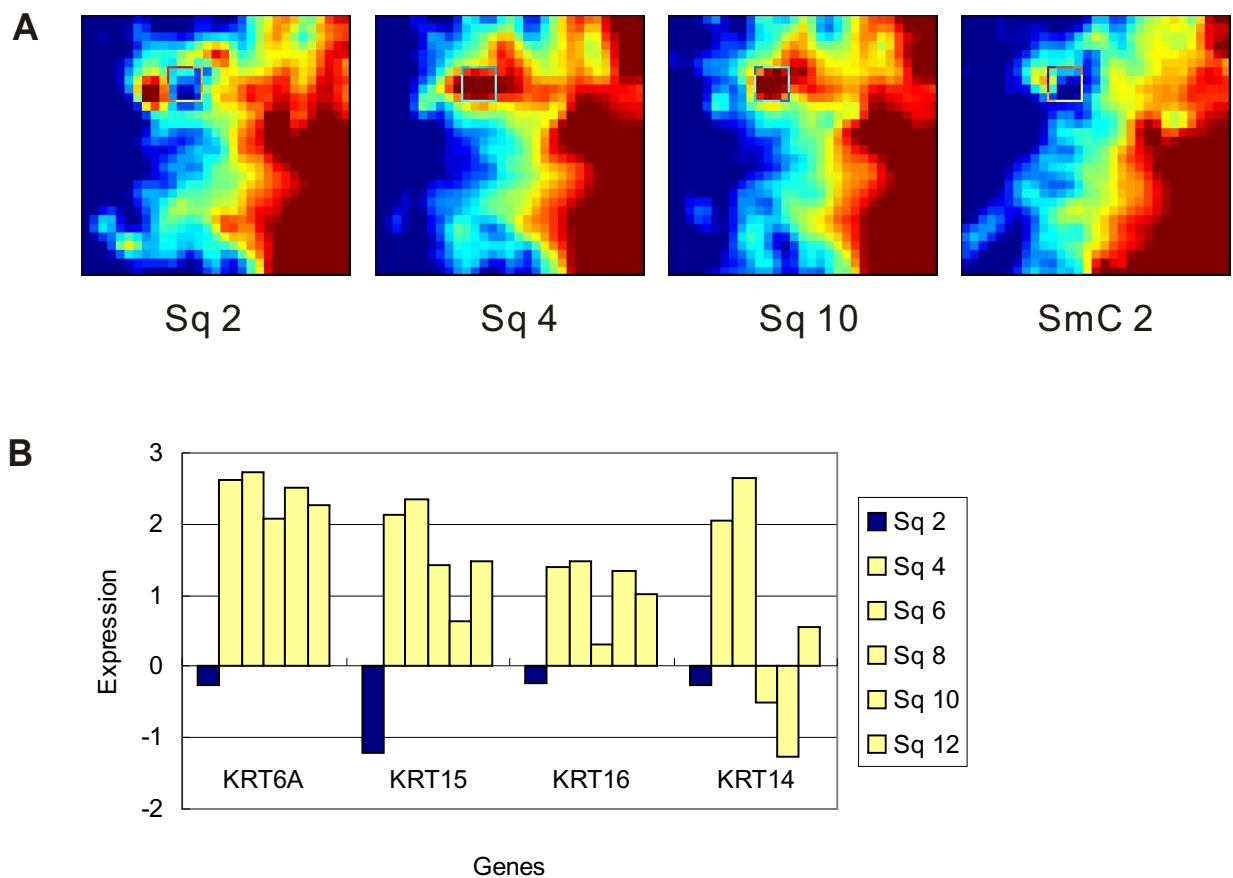 A
Sq 2
Sq 4
Sq 10
SmC 2
B
3
2
1
0
-1
-2
Expression
KRT6A
KRT15
KRT16
KRT14
Genes
Sq 2
Sq 4
Sq 6
Sq 8
Sq 10
Sq 12